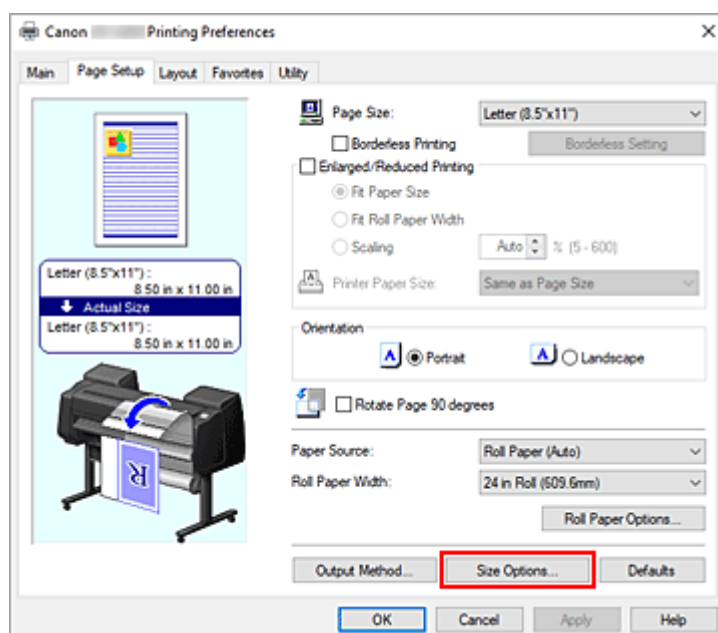 Canon Printing Preferences
Main Page Setup Layout Favorites Utility
Page Size: Letter (8.5"x11")
Borderless Printing Borderless Setting
Enlarged/Reduced Printing
Fit Paper Size
Fit Roll Paper Width
Scaling Auto % (5 - 600)
Printer Paper Size: Same as Page Size
Letter (8.5"x11") :
8.50 in x 11.00 in
Actual Size
Letter (8.5"x11") :
8.50 in x 11.00 in
Orientation
A Portrait A Landscape
Rotate Page 90 degrees
R
Paper Source: Roll Paper (Auto)
Roll Paper Width: 24 in Roll (609.6mm)
Roll Paper Options...
Output Method... Size Options... Defaults
OK Cancel Apply Help